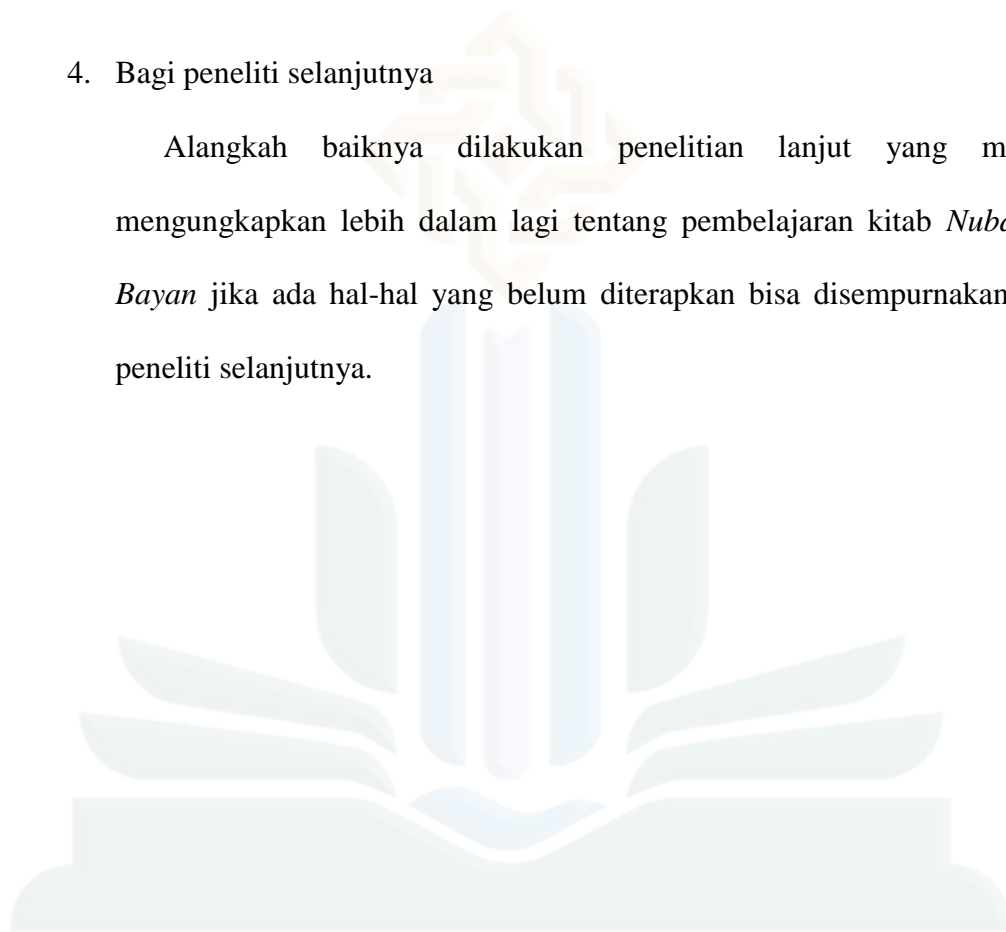 4. Bagi peneliti selanjutnya
Alangkah baiknya dilakukan penelitian lanjut yang
mengungkapkan lebih dalam lagi tentang pembelajaran kitab
Bayan jika ada hal-hal yang belum diterapkan bisa disempurnakan
peneliti selanjutnya.